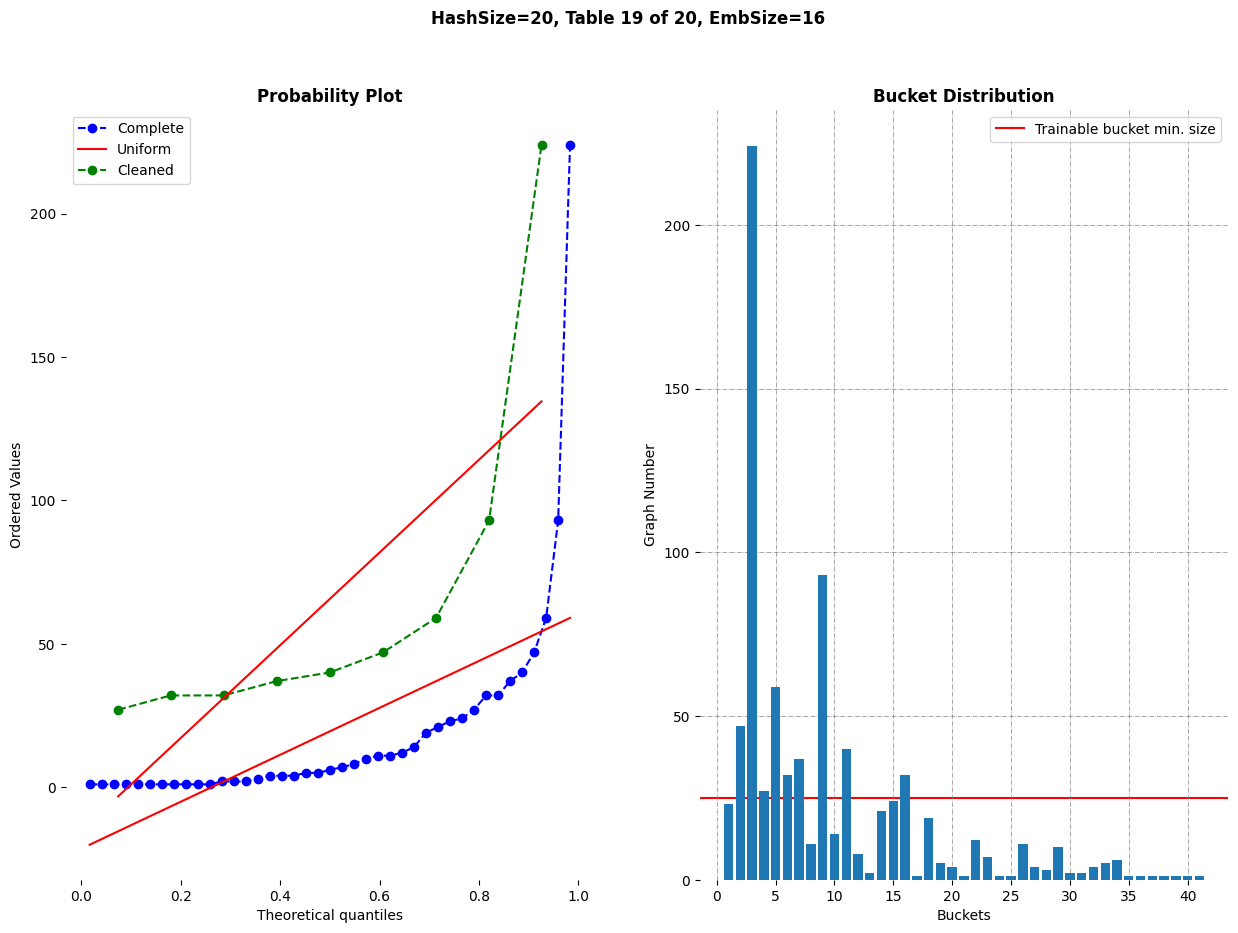 HashSize=20, Table 19 of 20, EmbSize=16
Probability Plot
Complete
Uniform
Cleaned
Ordered Values
200
150
100
50
0
0.0 0.2 0.4 0.6 0.8 1.0
Theoretical quantiles
Bucket Distribution
Trainable bucket min. size
Graph Number
200
150
100
50
0
0 5 10 15 20 25 30 35 40
Buckets